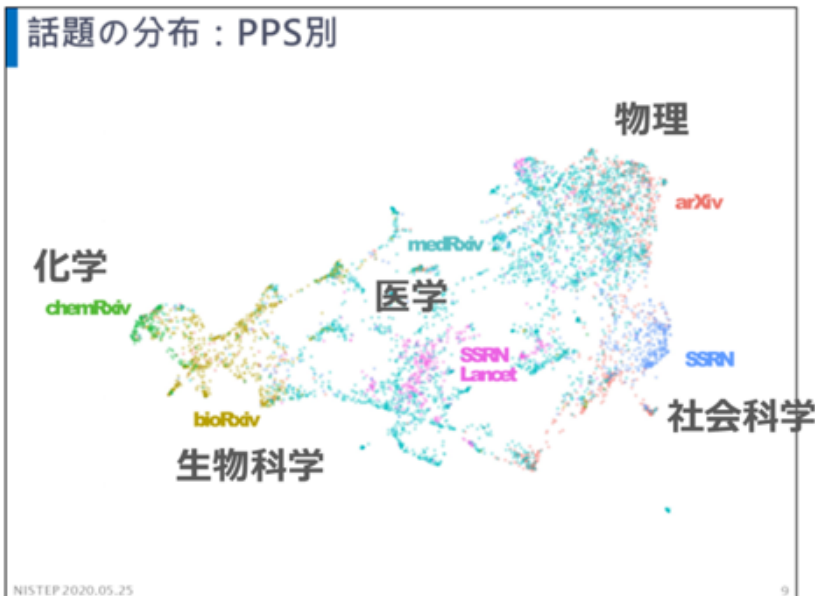 話題の分布：PPS別
物理
arXiv
medRxiv
化学
医学
chemRxiv
SSRN
Lancet
SSRN
bioRxiv
社会科学
生物科学
NISTEP 2020.05.25
9